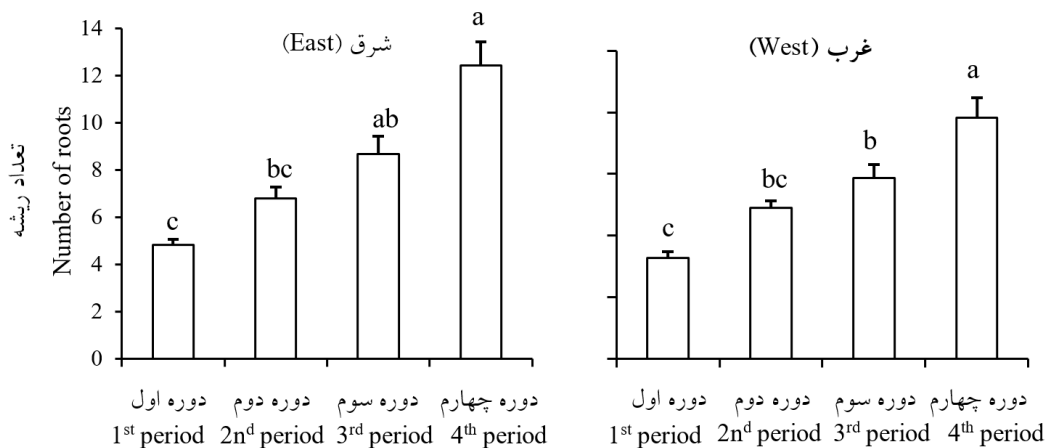 تعداد ریشه
Number of roots
14
12
10
8
6
4
2
0
شرق (East)
c
bc
ab
a
دوره اول
دوره دوم
دوره سوم
دوره چهارم
1st period
2nd period
3rd period
4th period
غرب (West)
c
bc
b
a
دوره اول
دوره دوم
دوره سوم
دوره چهارم
1st period
2nd period
3rd period
4th period